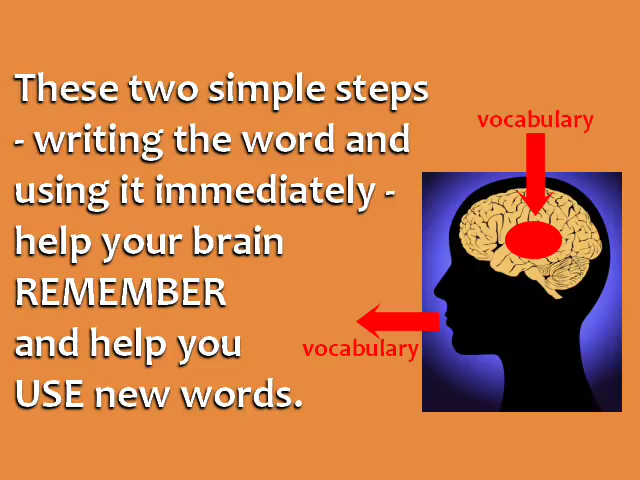 These two simple steps
- writing the word and
using it immediately -
help your brain
REMEMBER
and help you
USE new words.
vocabulary
vocabulary